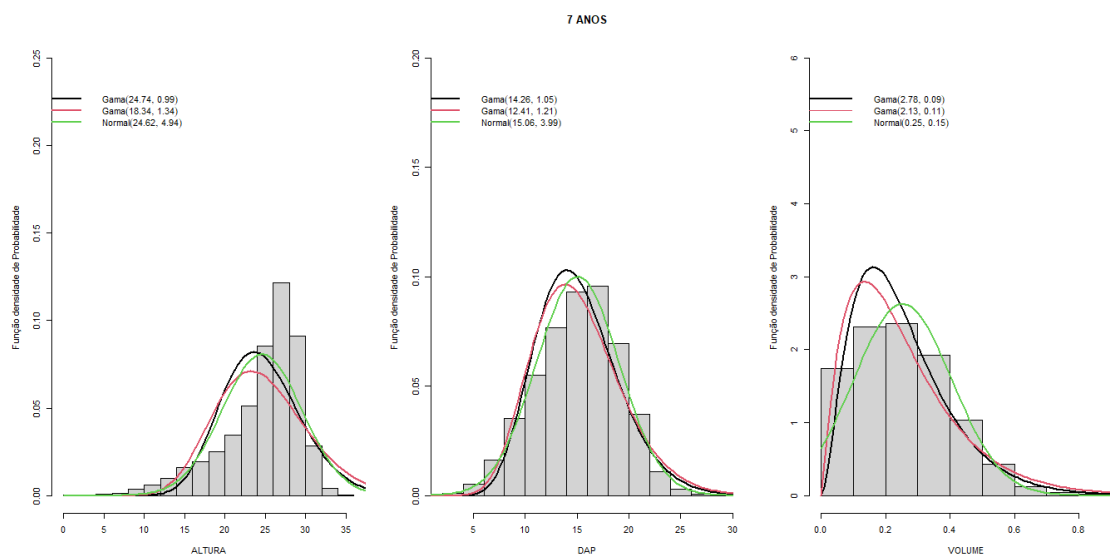 7 ANOS
Função densidade de Probabilidade
0.00
0.05
0.10
0.15
0.20
0.25
Gama(24.74, 0.99)
Gama(18.34, 1.34)
Normal(24.62, 4.94)
0
5
10
15
20
25
30
35
ALTURA
Função densidade de Probabilidade
0.00
0.05
0.10
0.15
0.20
Gama(14.26, 1.05)
Gama(12.41, 1.21)
Normal(15.06, 3.99)
5
10
15
20
25
30
DAP
Função densidade de Probabilidade
0
1
2
3
4
5
6
Gama(2.78, 0.09)
Gama(2.13, 0.11)
Normal(0.25, 0.15)
0.0
0.2
0.4
0.6
0.8
VOLUME